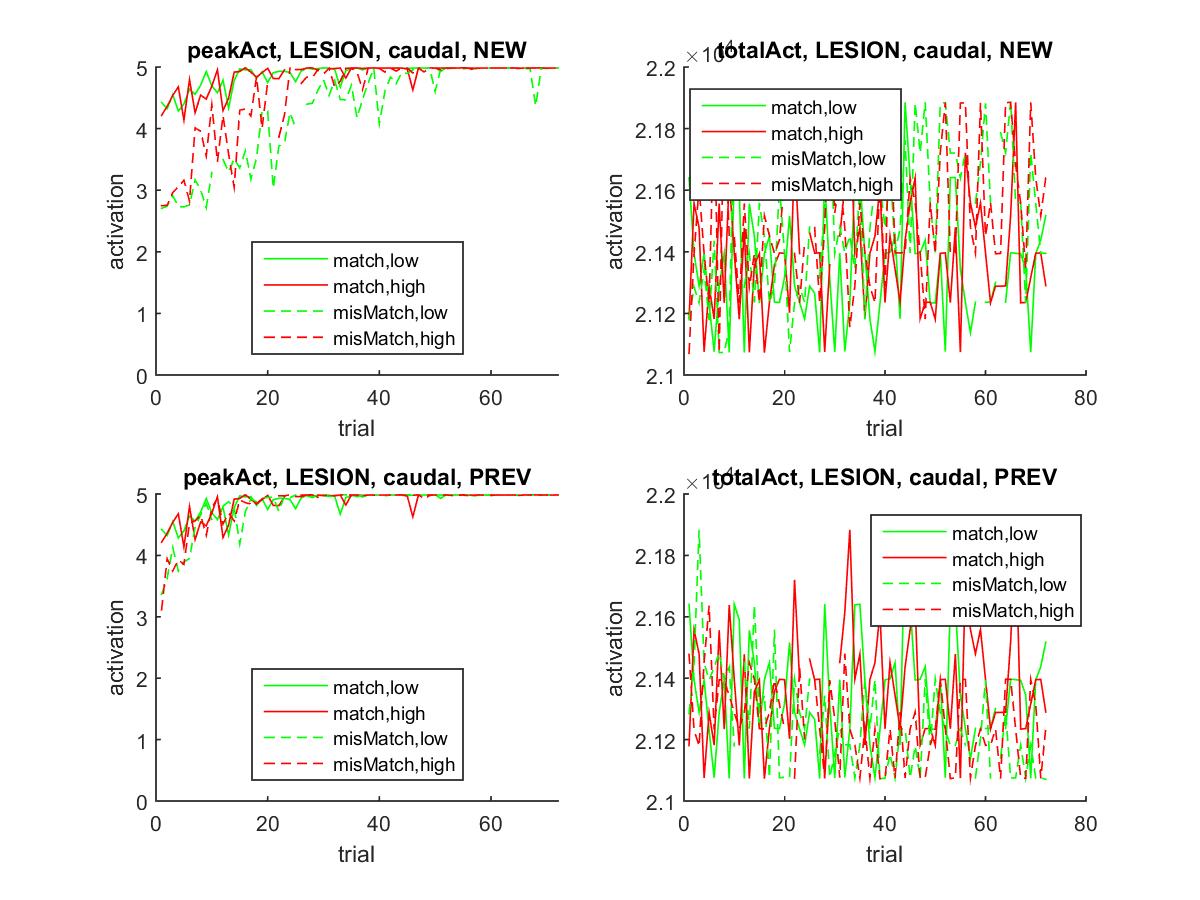 peakAct, LESION, caudal, NEW
5
4
3
2
1
0
activation
match,low
match,high
misMatch,low
misMatch,high
0 20 40 60
trial
×10⁴
totalAct, LESION, caudal, NEW
2.2
2.18
2.16
2.14
2.12
2.1
activation
match,low
match,high
misMatch,low
misMatch,high
0 20 40 60 80
trial
peakAct, LESION, caudal, PREV
5
4
3
2
1
0
activation
match,low
match,high
misMatch,low
misMatch,high
0 20 40 60
trial
×10⁴
totalAct, LESION, caudal, PREV
2.2
2.18
2.16
2.14
2.12
2.1
activation
match,low
match,high
misMatch,low
misMatch,high
0 20 40 60 80
trial